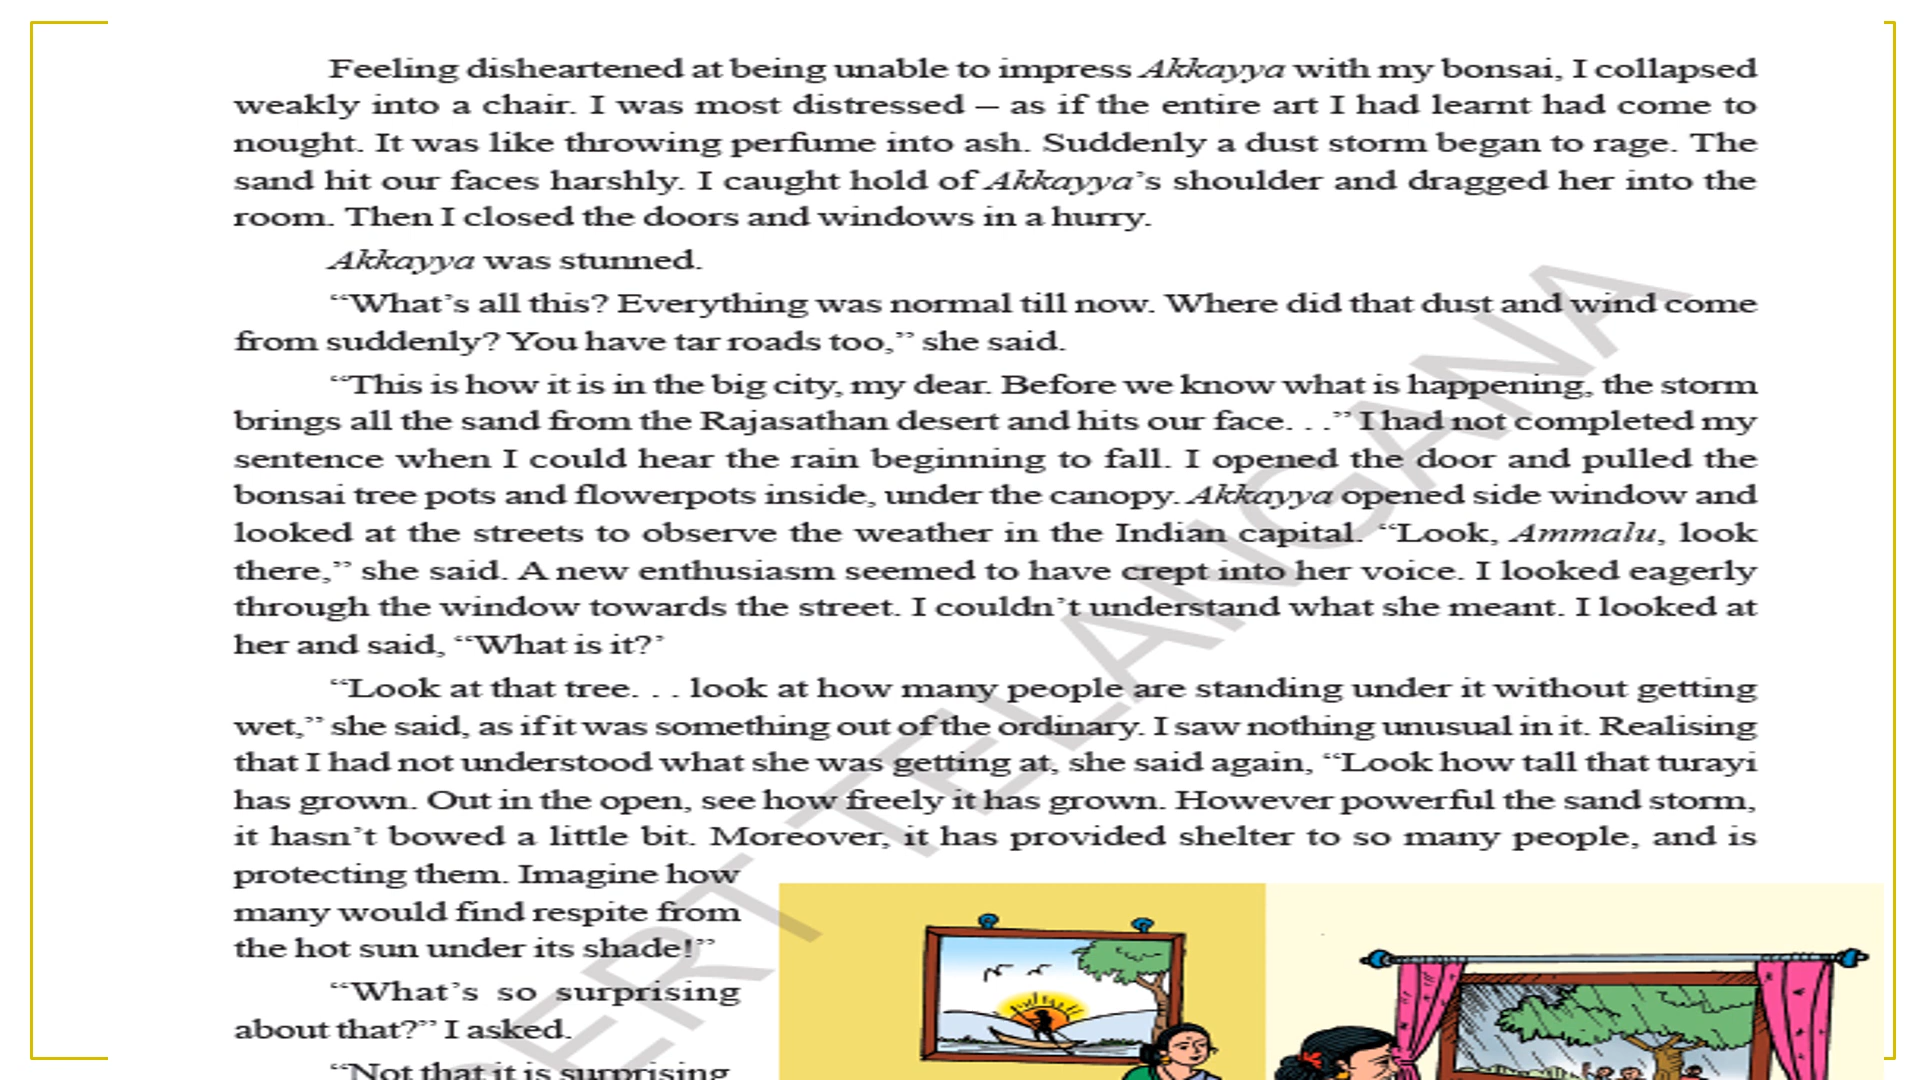 Feeling disheartened at being unable to impress Akkayya with my bonsai, I collapsed
weakly into a chair. I was most distressed – as if the entire art I had learnt had come to
nought. It was like throwing perfume into ash. Suddenly a dust storm began to rage. The
sand hit our faces harshly. I caught hold of Akkayya’s shoulder and dragged her into the
room. Then I closed the doors and windows in a hurry.
Akkayya was stunned.
“What’s all this? Everything was normal till now. Where did that dust and wind come
from suddenly? You have tar roads too,” she said.
“This is how it is in the big city, my dear. Before we know what is happening, the storm
brings all the sand from the Rajasathan desert and hits our face. . .” I had not completed my
sentence when I could hear the rain beginning to fall. I opened the door and pulled the
bonsai tree pots and flowerpots inside, under the canopy. Akkayya opened side window and
looked at the streets to observe the weather in the Indian capital. “Look, Ammalu, look
there,” she said. A new enthusiasm seemed to have crept into her voice. I looked eagerly
through the window towards the street. I couldn’t understand what she meant. I looked at
her and said, “What is it?’
“Look at that tree. . . look at how many people are standing under it without getting
wet,” she said, as if it was something out of the ordinary. I saw nothing unusual in it. Realising
that I had not understood what she was getting at, she said again, “Look how tall that turayi
has grown. Out in the open, see how freely it has grown. However powerful the sand storm,
it hasn’t bowed a little bit. Moreover, it has provided shelter to so many people, and is
protecting them. Imagine how
many would find respite from
the hot sun under its shade!”
“What’s so surprising
about that?” I asked.
“Not that it is surprising
ERT TELANGANA